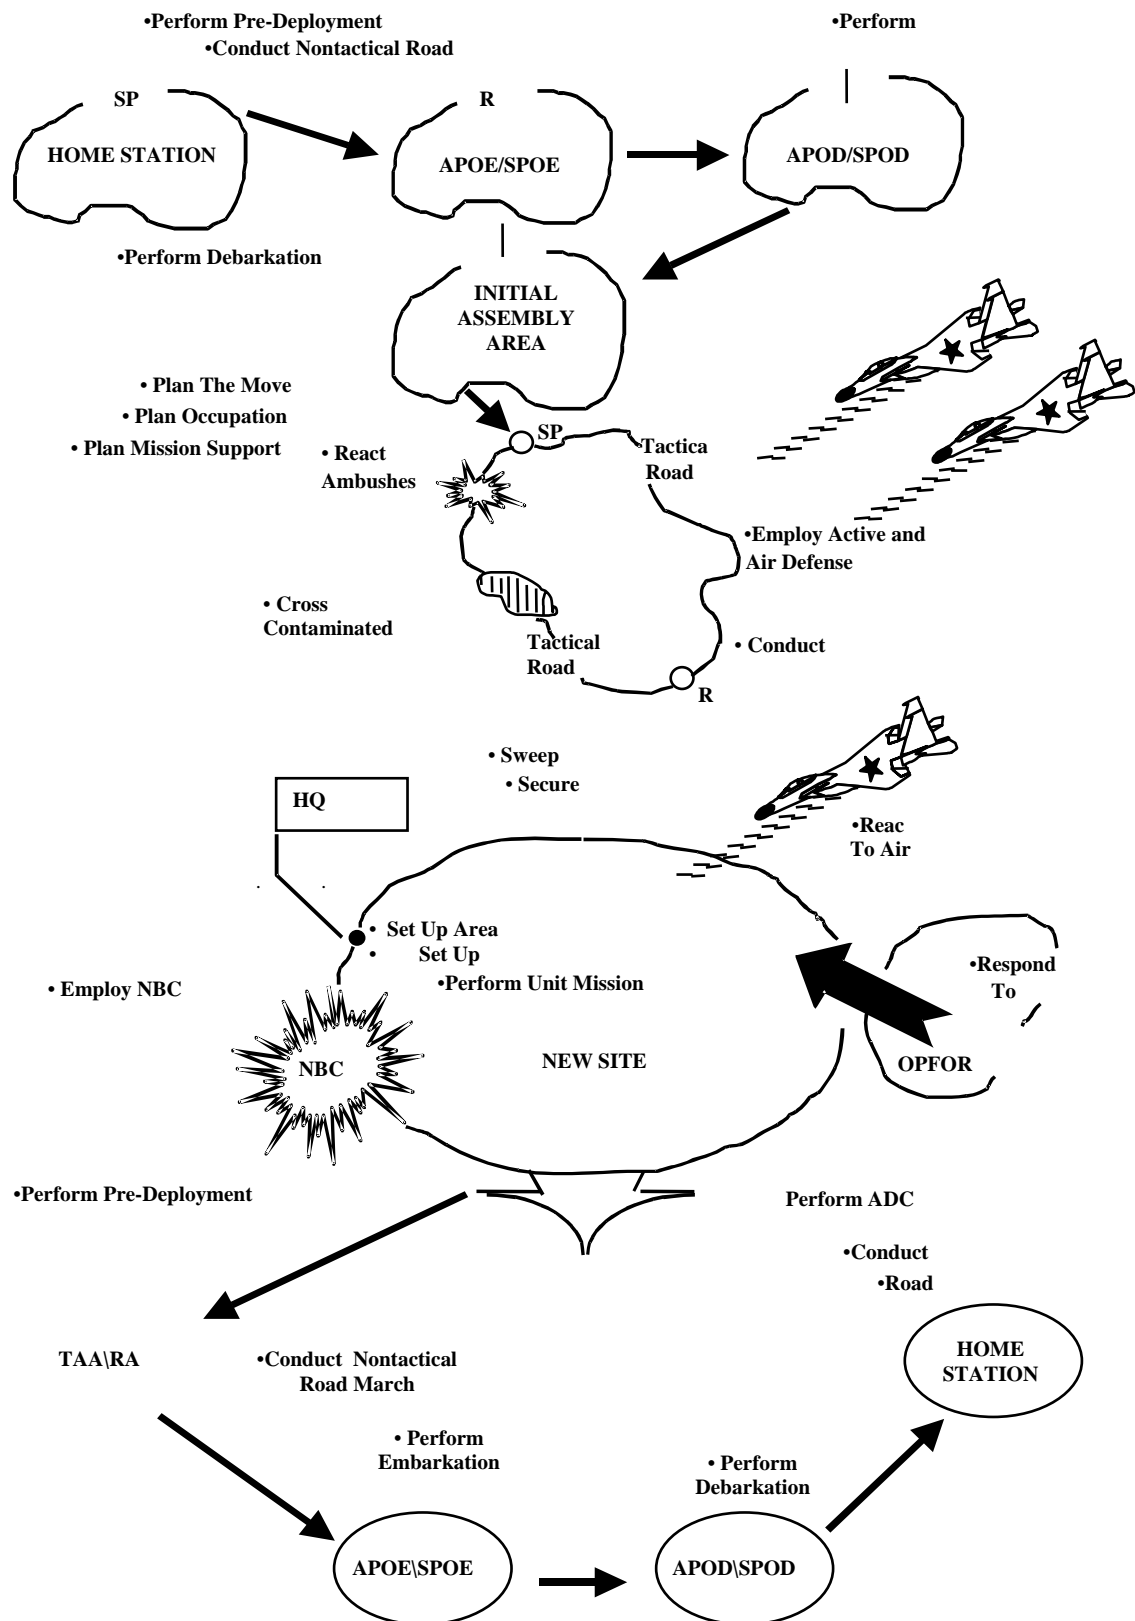 •Perform Pre-Deployment
•Conduct Nontactical Road
•Perform
SP
HOME STATION
R
APOE/SPOE
APOD/SPOD
•Perform Debarkation
INITIAL
ASSEMBLY
AREA
• Plan The Move
• Plan Occupation
• Plan Mission Support
• React
Ambushes
SP
Tactica
Road
•Employ Active and
Air Defense
• Cross
Contaminated
Tactical
Road
• Conduct
R
• Sweep
• Secure
HQ
•Reac
To Air
• Set Up Area
• Set Up
•Perform Unit Mission
• Employ NBC
•Respond
To
NBC
NEW SITE
OPFOR
•Perform Pre-Deployment
Perform ADC
•Conduct
•Road
TAA\RA
•Conduct Nontactical
Road March
HOME
STATION
• Perform
Embarkation
• Perform
Debarkation
APOE\SPOE
APOD\SPOD